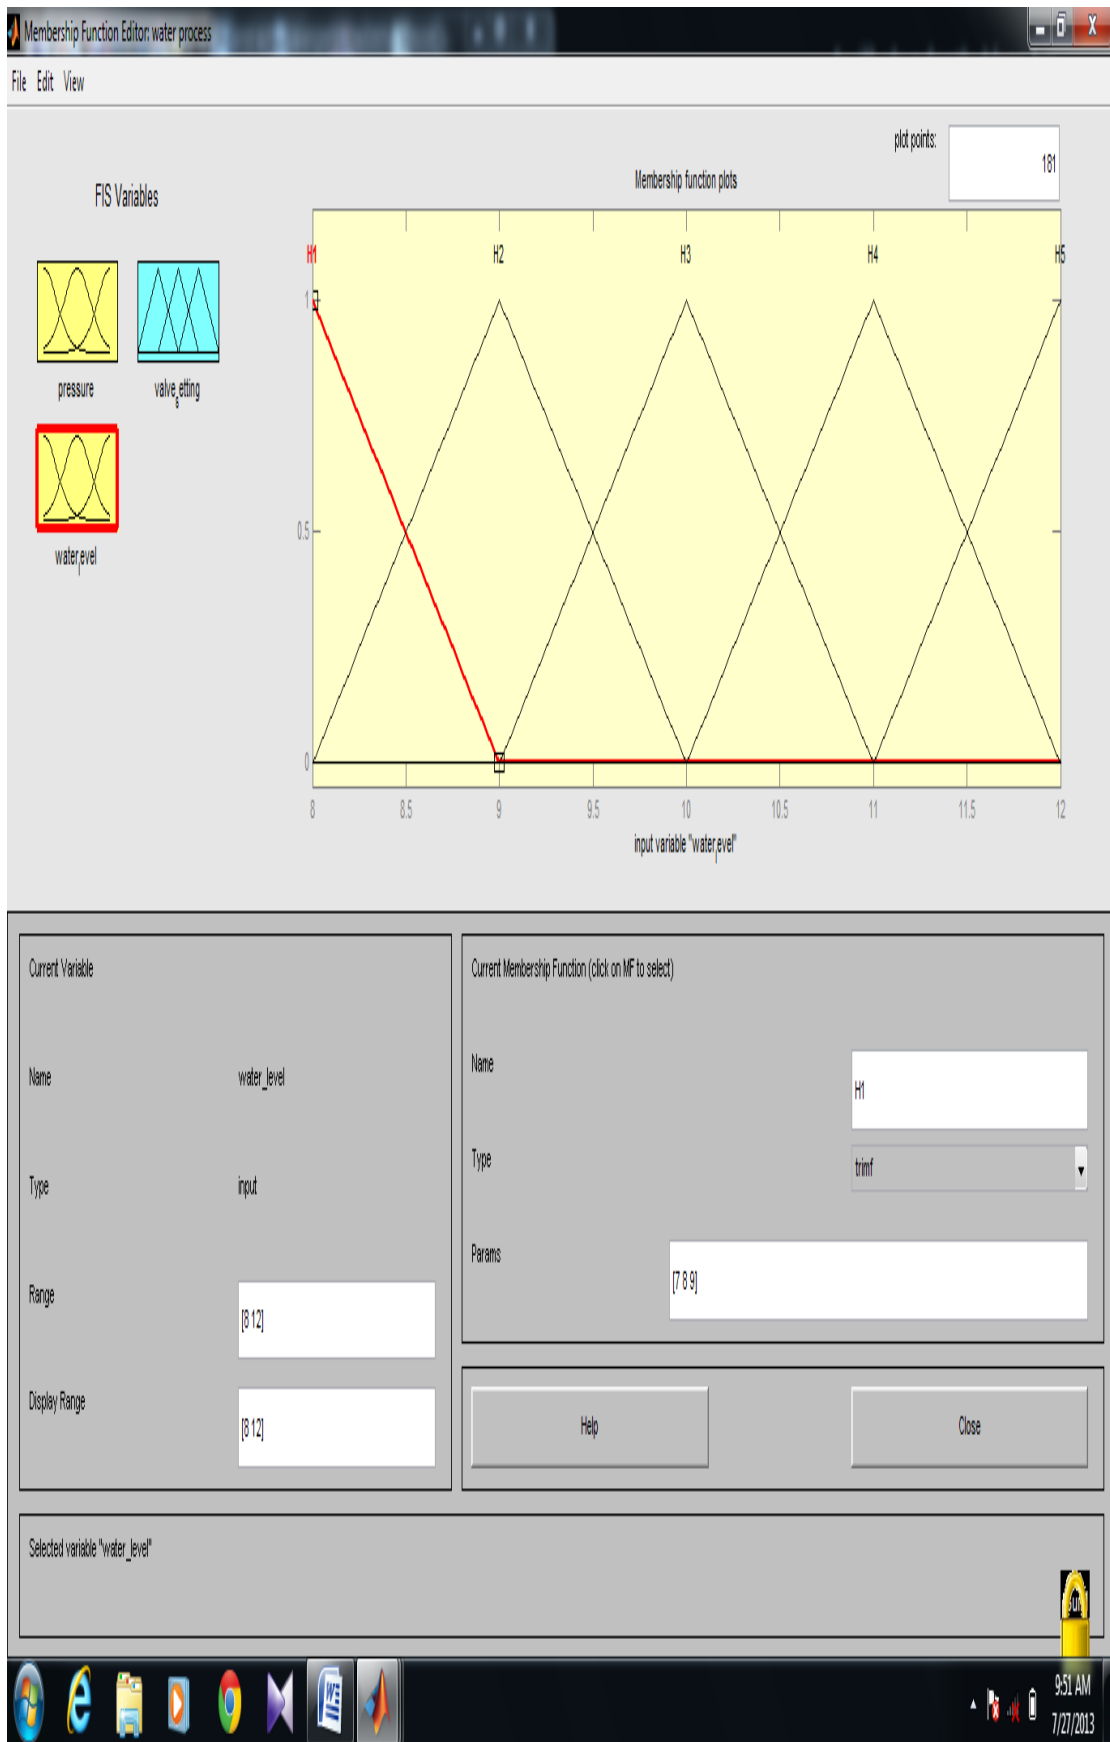 Membership Function Editor: water process
File Edit View
plot points:
181
FIS Variables
Membership function plots
H1 H2 H3 H4 H5
pressure
valve_setting
water_level
1
0.5
0
8 8.5 9 9.5 10 10.5 11 11.5 12
input variable "water_level"
Current Variable
Name water_level
Type input
Range [8 12]
Display Range [8 12]
Current Membership Function (click on MF to select)
Name H1
Type trimf
Params [7 8 9]
Help Close
Selected variable "water_level"
9:51 AM
7/27/2013